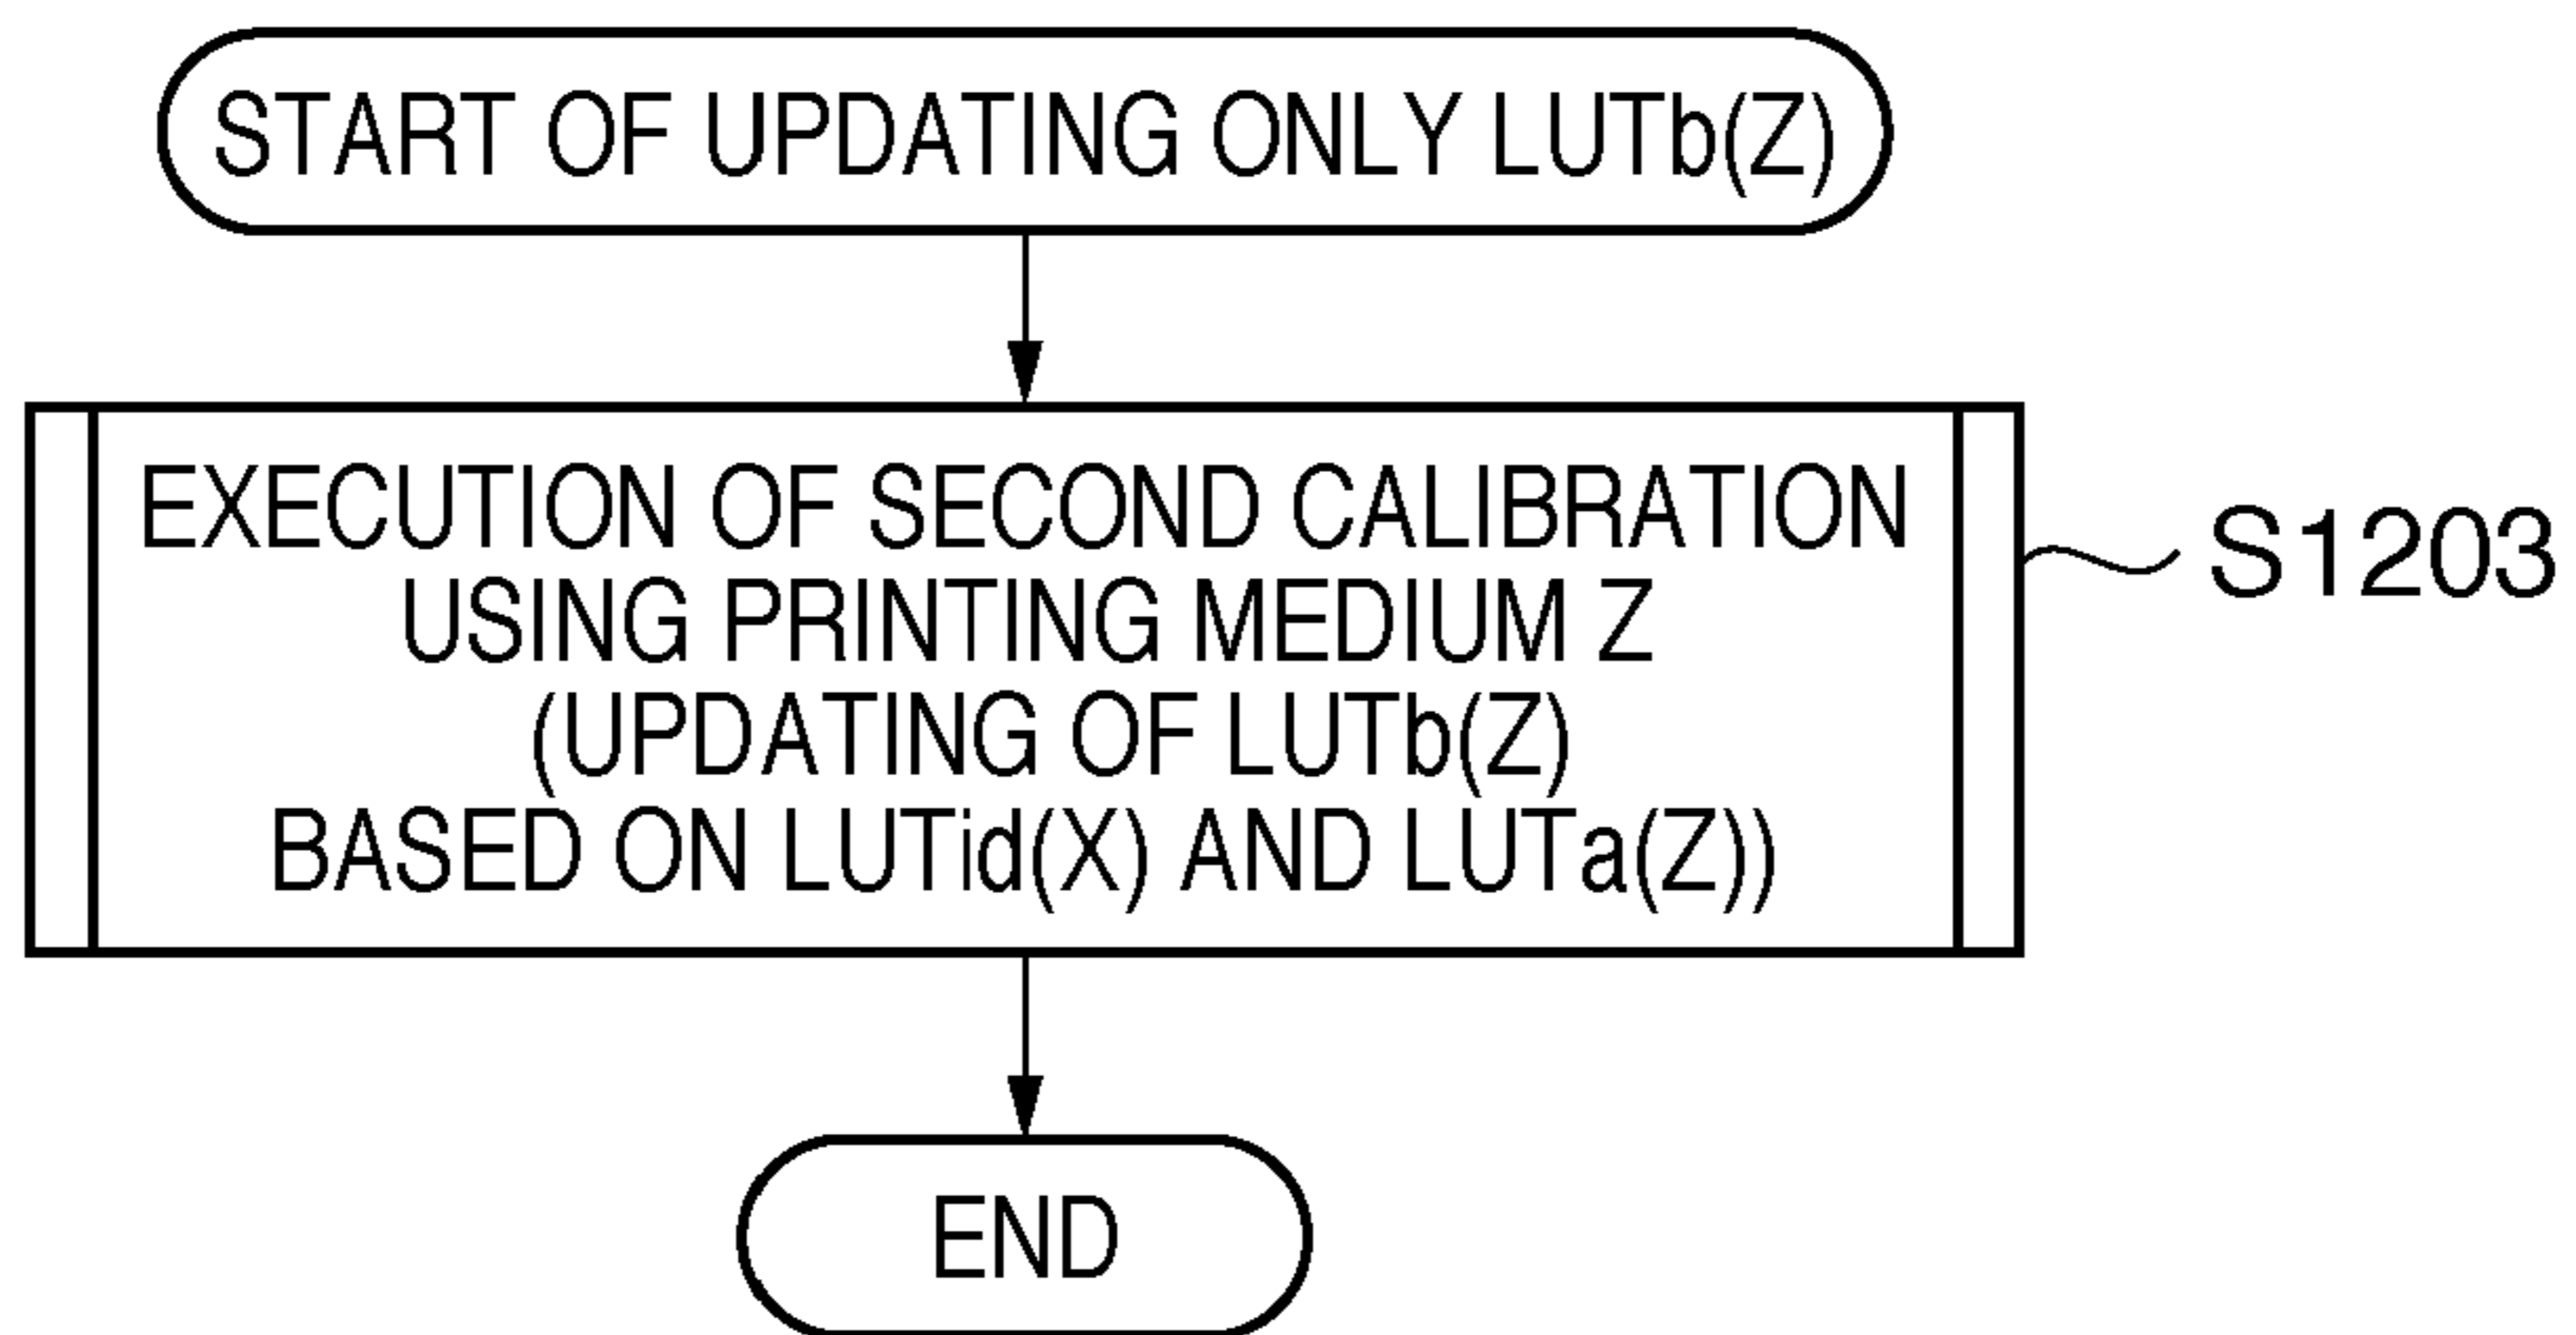 START OF UPDATING ONLY LUTb(Z)
EXECUTION OF SECOND CALIBRATION
USING PRINTING MEDIUM Z
(UPDATING OF LUTb(Z)
BASED ON LUTid(X) AND LUTa(Z))
S1203
END